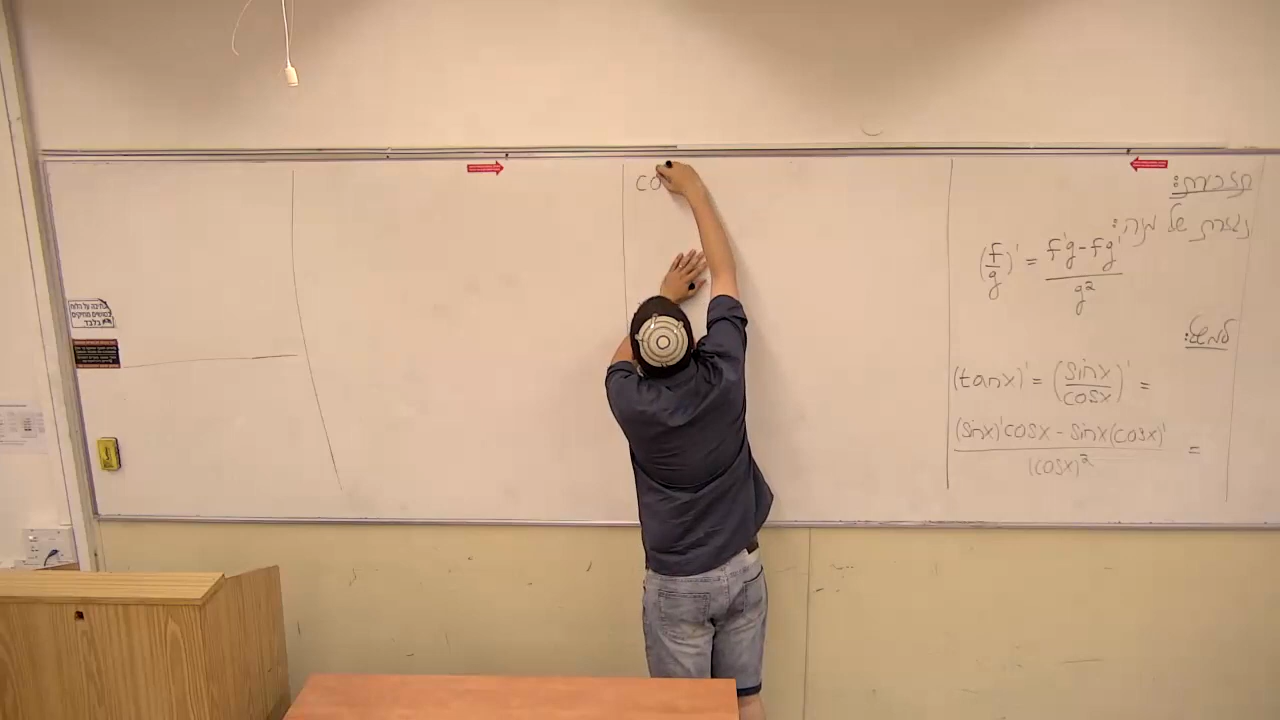 תזכורת:
נגזרת של מנה:
(f/g)' = (f'g - fg')/g²
למשל:
(tanx)' = (sinx/cosx)' =
((sinx)'cosx - sinx(cosx)')/(cosx)² =
co